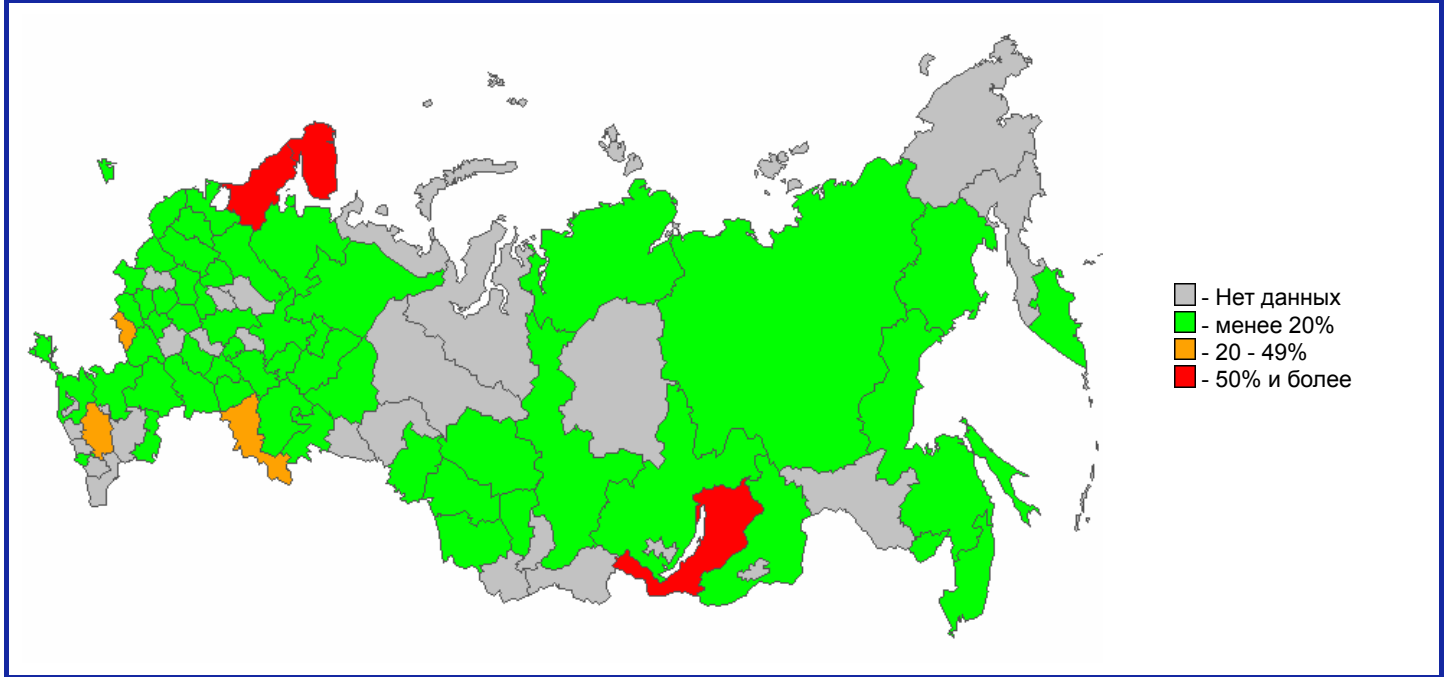 - Нет данных
- менее 20%
- 20 - 49%
- 50% и более